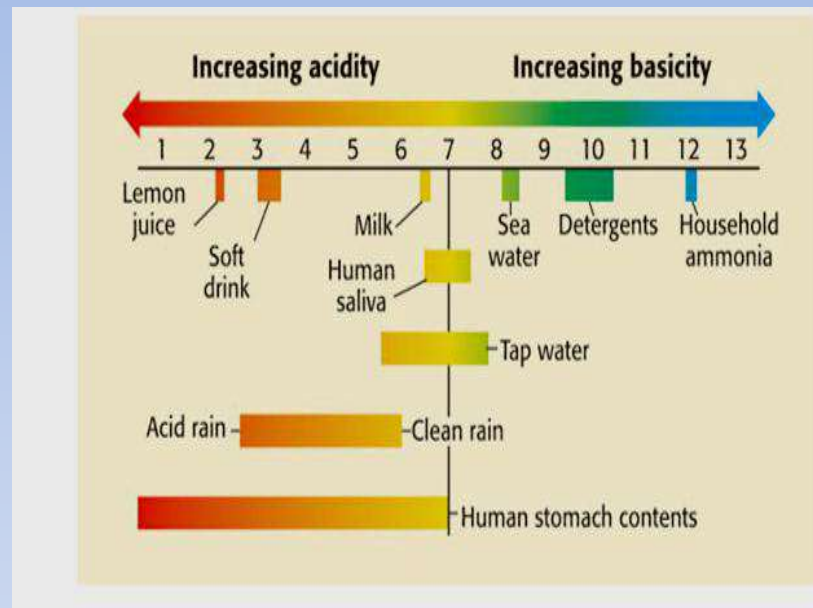 Increasing acidity
Increasing basicity
1 2 3 4 5 6 7 8 9 10 11 12 13
Lemon
juice
Soft
drink
Milk
Sea
water
Detergents
Household
ammonia
Human
saliva
Tap water
Acid rain
Clean rain
Human stomach contents